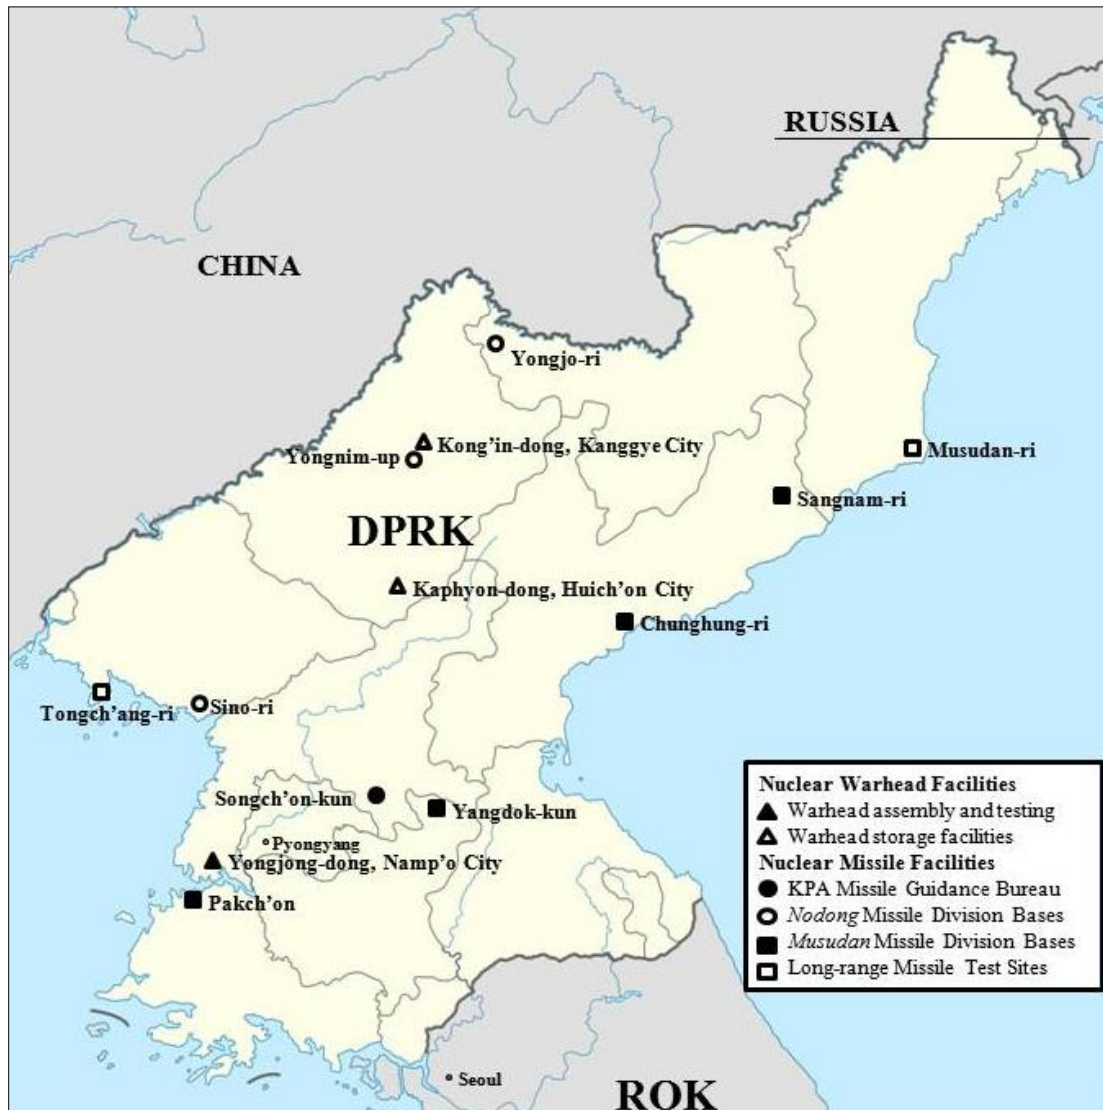 RUSSIA
CHINA
Yongjo-ri
Kong'in-dong, Kanggye City
Yongnim-up
Musudan-ri
Sangnam-ri
DPRK
Kaphyon-dong, Huich'on City
Chunghung-ri
Tongch'ang-ri
Sino-ri
Songch'on-kun
Yangdok-kun
Pyongyang
Yongjong-dong, Namp'o City
Pakch'on
Nuclear Warhead Facilities
Warhead assembly and testing
Warhead storage facilities
Nuclear Missile Facilities
KPA Missile Guidance Bureau
Nodong Missile Division Bases
Musudan Missile Division Bases
Long-range Missile Test Sites
Seoul
ROK